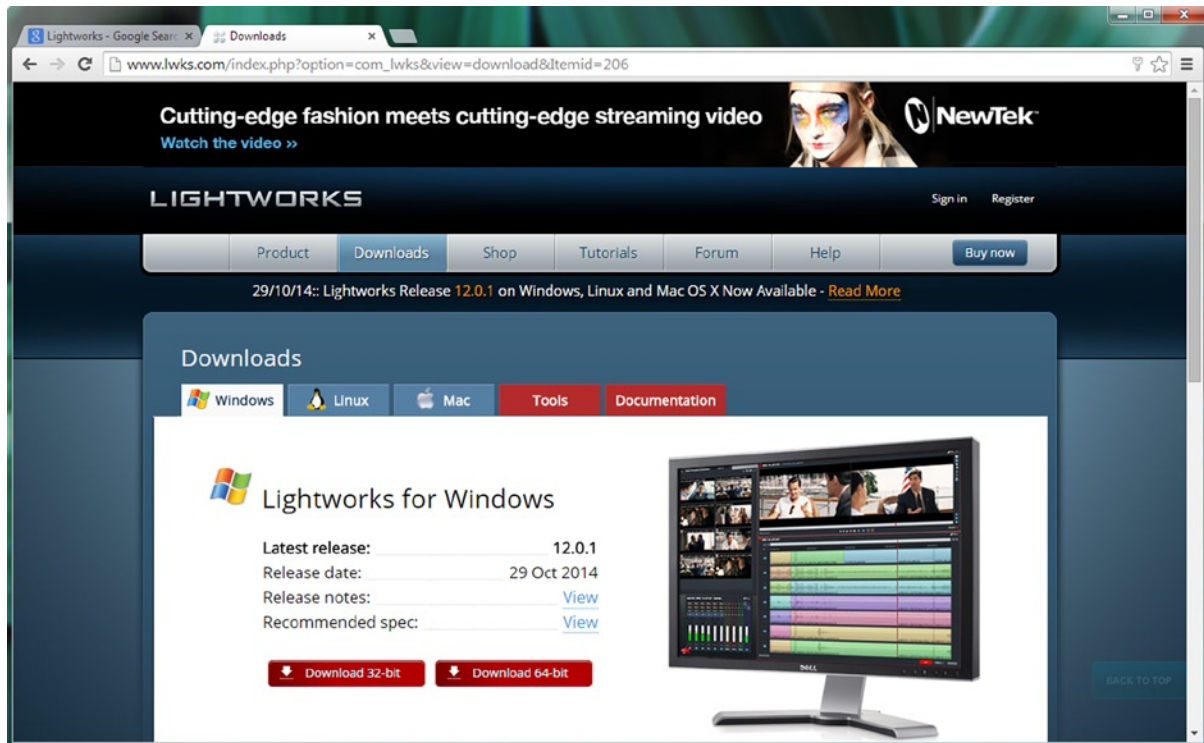 Lightworks - Google Searc
Downloads
www.lwks.com/index.php?option=com_lwks&view=download&Itemid=206
Cutting-edge fashion meets cutting-edge streaming video
Watch the video »
NewTek
LIGHTWORKS
Sign in Register
Product Downloads Shop Tutorials Forum Help Buy now
29/10/14:: Lightworks Release 12.0.1 on Windows, Linux and Mac OS X Now Available - Read More
Downloads
Windows Linux Mac Tools Documentation
Lightworks for Windows
Latest release: 12.0.1
Release date: 29 Oct 2014
Release notes: View
Recommended spec: View
Download 32-bit Download 64-bit
DELL
BACK TO TOP